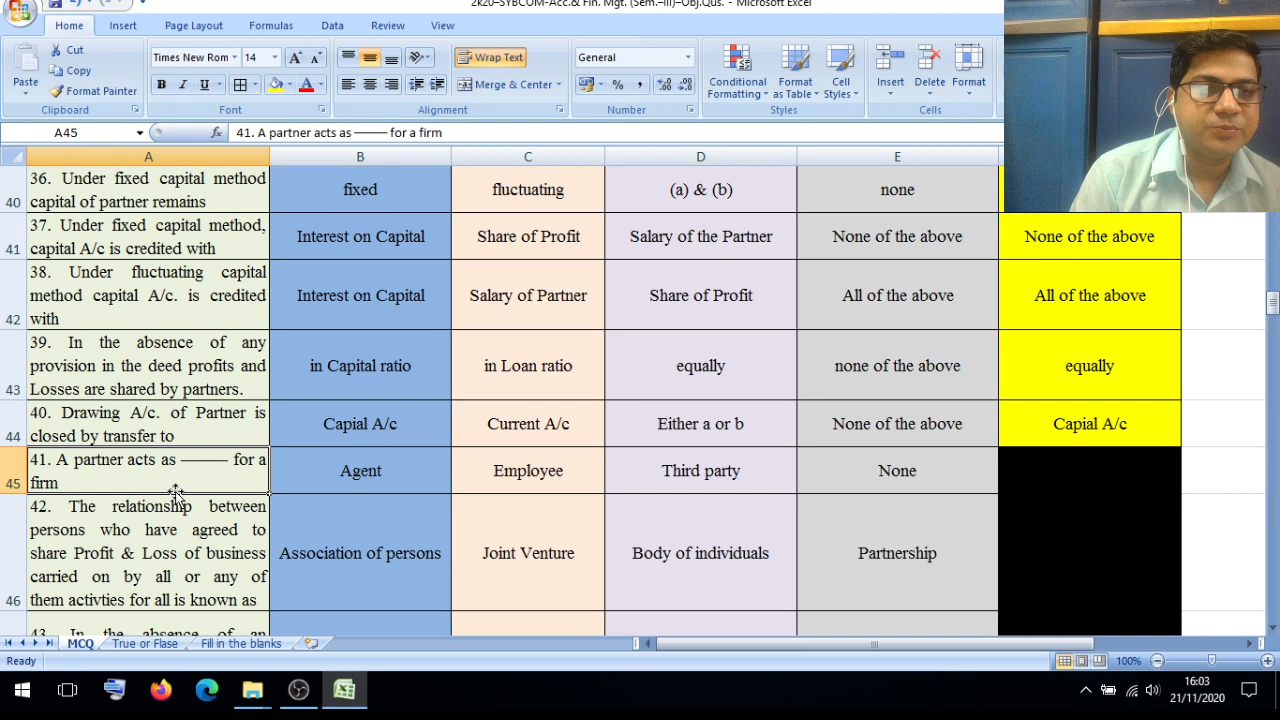 2k20-SYBCOM-Acc.& Fin. Mgt. (Sem.-III)-Obj.Qus. - Microsoft Excel
Home Insert Page Layout Formulas Data Review View
Paste
Cut
Copy
Format Painter
Clipboard
Times New Rom 14
B I U
Font
Wrap Text
Merge & Center
Alignment
General
% ,
Number
Conditional Formatting
Format as Table
Cell Styles
Styles
Insert Delete Format
Cells
A45 fx 41. A partner acts as ——— for a firm
A B C D E
40
36. Under fixed capital method
capital of partner remains
fixed fluctuating (a) & (b) none
41
37. Under fixed capital method,
capital A/c is credited with
Interest on Capital Share of Profit Salary of the Partner None of the above None of the above
42
38. Under fluctuating capital
method capital A/c. is credited
with
Interest on Capital Salary of Partner Share of Profit All of the above All of the above
43
39. In the absence of any
provision in the deed profits and
Losses are shared by partners.
in Capital ratio in Loan ratio equally none of the above equally
44
40. Drawing A/c. of Partner is
closed by transfer to
Capial A/c Current A/c Either a or b None of the above Capial A/c
45
41. A partner acts as ——— for a
firm
Agent Employee Third party None
46
42. The relationship between
persons who have agreed to
share Profit & Loss of business
carried on by all or any of
them activties for all is known as
Association of persons Joint Venture Body of individuals Partnership
43. In the absence of an
MCQ True or Flase Fill in the blanks
Ready 100%
16:03
21/11/2020